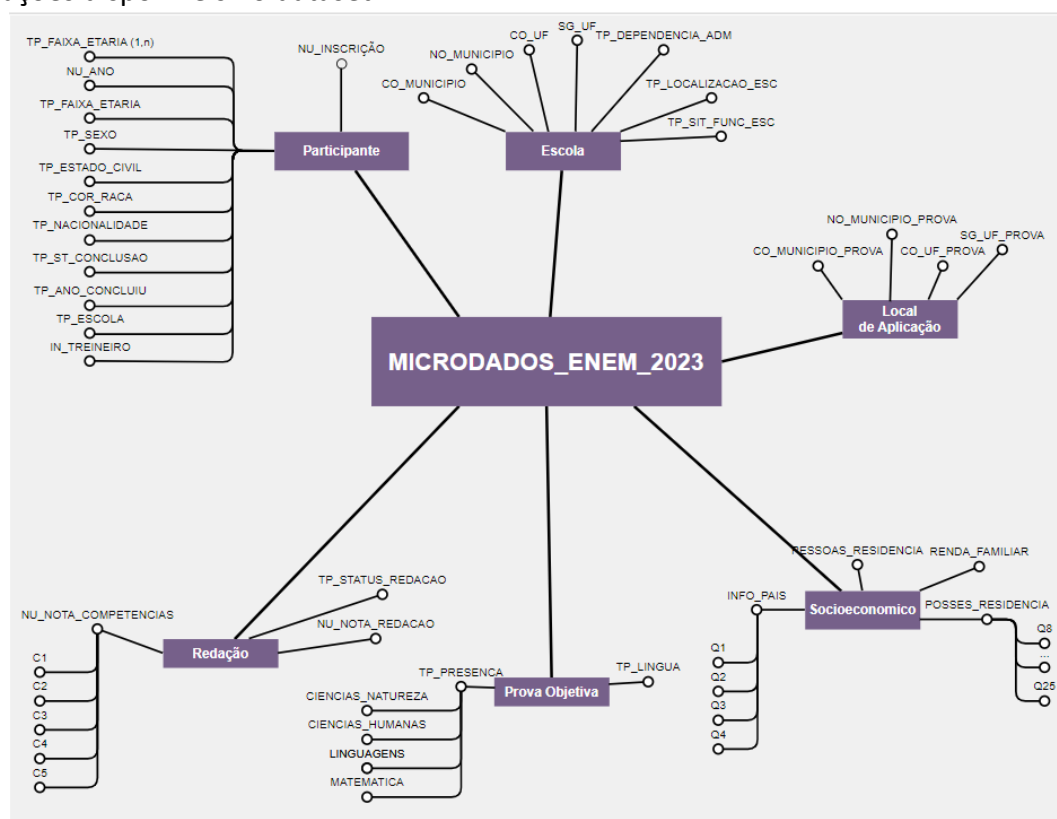 TP_FAIXA_ETARIA (1,n)
NU_ANO
TP_FAIXA_ETARIA
TP_SEXO
TP_ESTADO_CIVIL
TP_COR_RACA
TP_NACIONALIDADE
TP_ST_CONCLUSAO
TP_ANO_CONCLUIU
TP_ESCOLA
IN_TREINEIRO
NU_INSCRIÇÃO
Participante
CO_MUNICIPIO
NO_MUNICIPIO
CO_UF
SG_UF
TP_DEPENDENCIA_ADM
TP_LOCALIZACAO_ESC
TP_SIT_FUNC_ESC
Escola
NO_MUNICIPIO_PROVA
SG_UF_PROVA
CO_MUNICIPIO_PROVA
CO_UF_PROVA
Local
de Aplicação
MICRODADOS_ENEM_2023
NU_NOTA_COMPETENCIAS
C1
C2
C3
C4
C5
TP_STATUS_REDACAO
NU_NOTA_REDACAO
Redação
TP_PRESENCA
CIENCIAS_NATUREZA
CIENCIAS_HUMANAS
LINGUAGENS
MATEMATICA
TP_LINGUA
Prova Objetiva
PESSOAS_RESIDENCIA
RENDA_FAMILIAR
INFO_PAIS
Socioeconomico
POSSES_RESIDENCIA
Q1
Q2
Q3
Q4
Q8
...
Q25